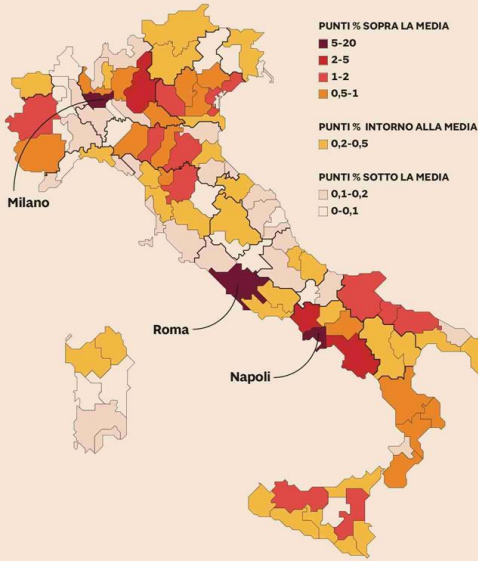 PUNTI % SOPRA LA MEDIA
5-20
2-5
1-2
0,5-1
PUNTI % INTORNO ALLA MEDIA
0,2-0,5
PUNTI % SOTTO LA MEDIA
0,1-0,2
0-0,1
Milano
Roma
Napoli